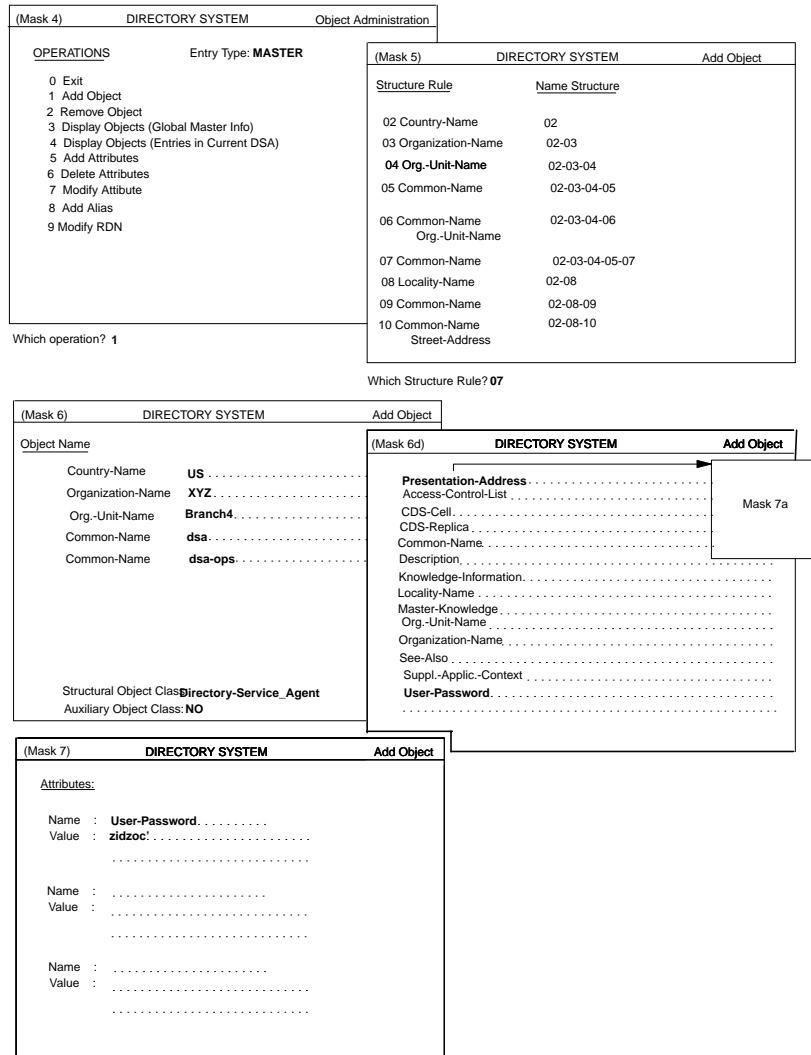 (Mask 4) DIRECTORY SYSTEM Object Administration
OPERATIONS Entry Type: MASTER
0 Exit
1 Add Object
2 Remove Object
3 Display Objects (Global Master Info)
4 Display Objects (Entries in Current DSA)
5 Add Attributes
6 Delete Attributes
7 Modify Attibute
8 Add Alias
9 Modify RDN
Which operation? 1
(Mask 5) DIRECTORY SYSTEM Add Object
Structure Rule Name Structure
02 Country-Name 02
03 Organization-Name 02-03
04 Org.-Unit-Name 02-03-04
05 Common-Name 02-03-04-05
06 Common-Name 02-03-04-06
Org.-Unit-Name
07 Common-Name 02-03-04-05-07
08 Locality-Name 02-08
09 Common-Name 02-08-09
10 Common-Name 02-08-10
Street-Address
Which Structure Rule? 07
(Mask 6) DIRECTORY SYSTEM Add Object
Object Name
Country-Name US
Organization-Name XYZ
Org.-Unit-Name Branch4
Common-Name dsa
Common-Name dsa-ops
Structural Object Class Directory-Service_Agent
Auxiliary Object Class: NO
(Mask 6d) DIRECTORY SYSTEM Add Object
Presentation-Address
Access-Control-List
CDS-Cell
CDS-Replica
Common-Name
Description
Knowledge-Information
Locality-Name
Master-Knowledge
Org.-Unit-Name
Organization-Name
See-Also
Suppl.-Applic.-Context
User-Password
Mask 7a
(Mask 7) DIRECTORY SYSTEM Add Object
Attributes:
Name : User-Password
Value : zidzoc'
Name :
Value :
Name :
Value :